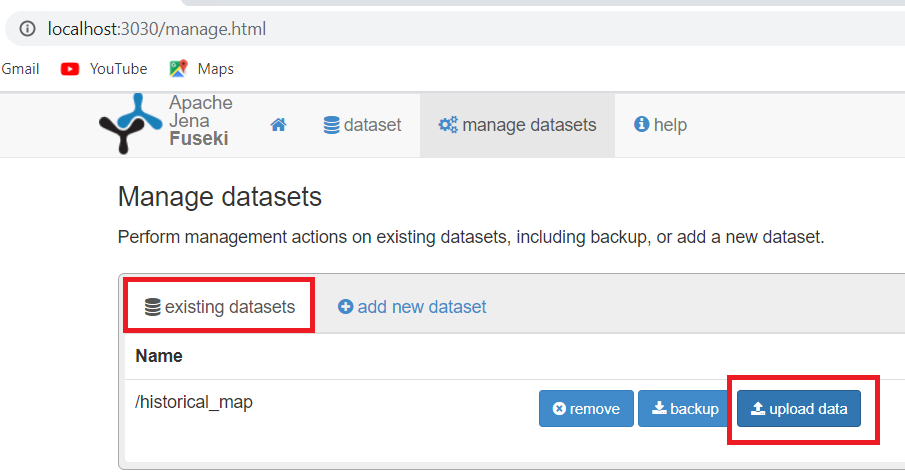 localhost:3030/manage.html
Gmail YouTube Maps
Apache
Jena
Fuseki
dataset manage datasets help
Manage datasets
Perform management actions on existing datasets, including backup, or add a new dataset.
existing datasets add new dataset
Name
/historical_map remove backup upload data